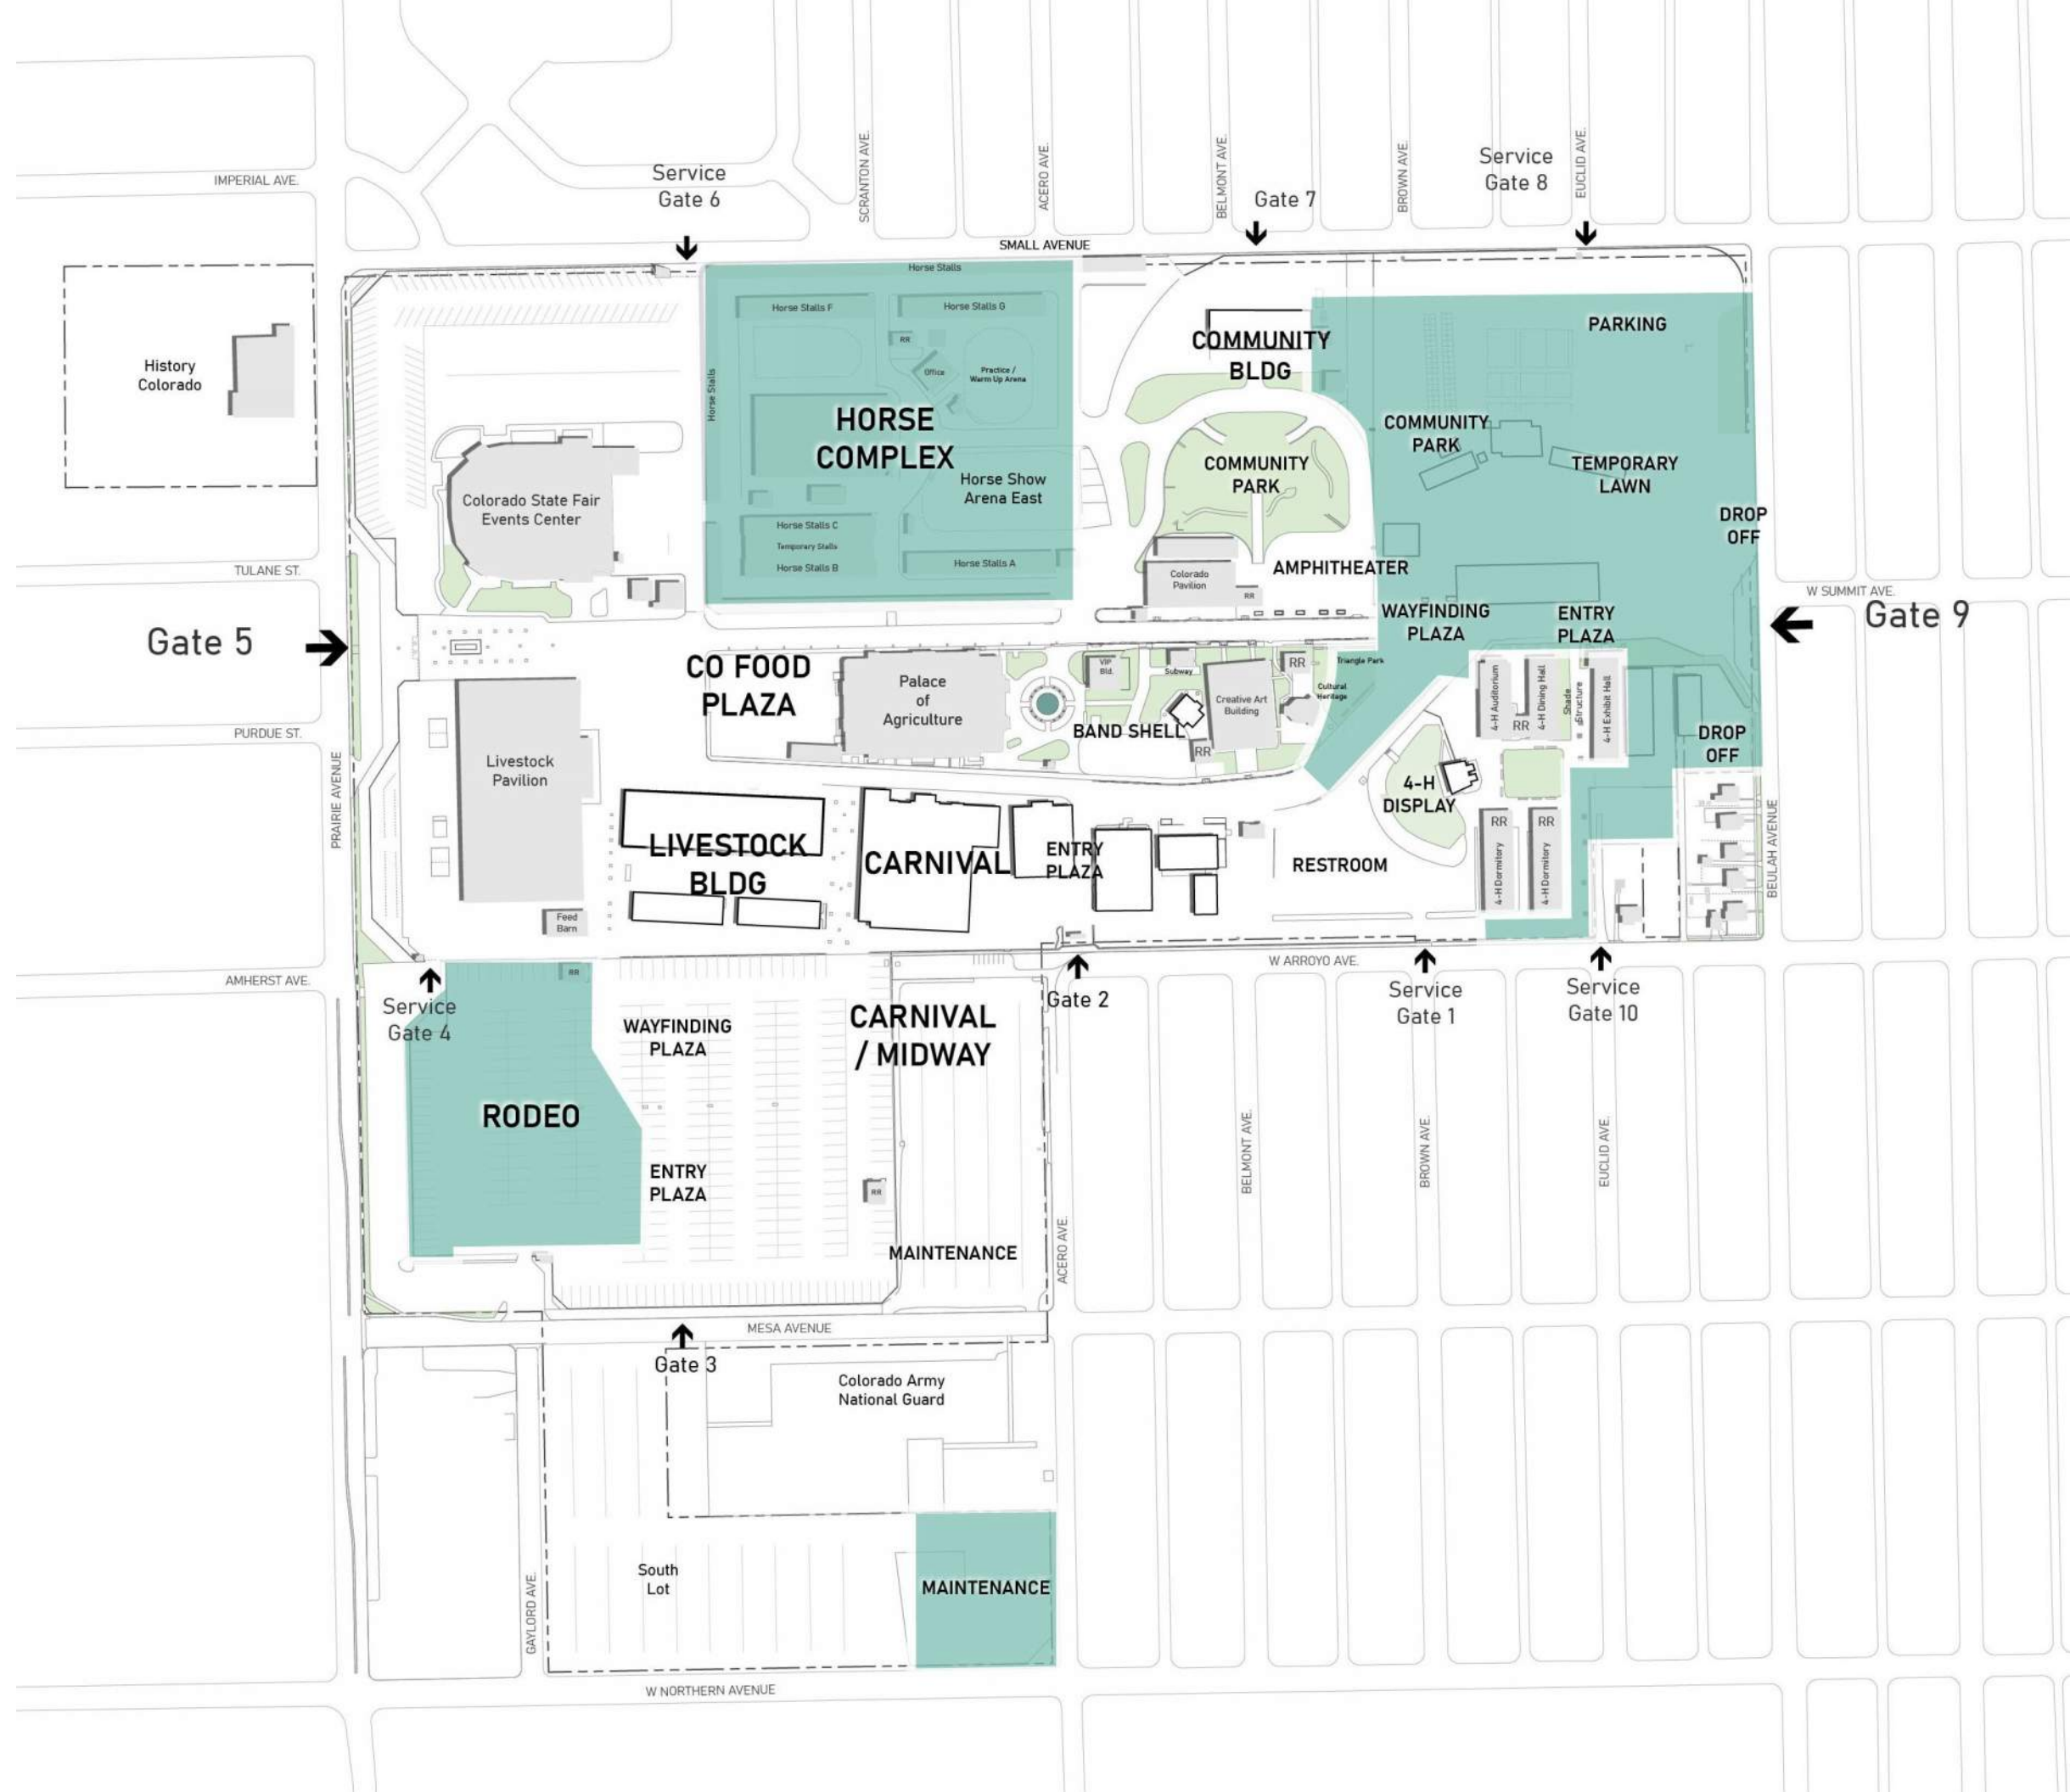 SCRANTON AVE.
ACERO AVE.
BELMONT AVE.
BROWN AVE.
EUCLID AVE.
IMPERIAL AVE.
Service
Gate 6
Gate 7
Service
Gate 8
SMALL AVENUE
Horse Stalls
Horse Stalls F
Horse Stalls G
RR
Office
Practice /
Warm Up Arena
Horse Stalls
HORSE
COMPLEX
Horse Show
Arena East
Horse Stalls C
Temporary Stalls
Horse Stalls B
Horse Stalls A
History
Colorado
Colorado State Fair
Events Center
COMMUNITY
BLDG
COMMUNITY
PARK
PARKING
COMMUNITY
PARK
TEMPORARY
LAWN
DROP
OFF
Colorado
Pavilion
RR
AMPHITHEATER
WAYFINDING
PLAZA
ENTRY
PLAZA
TULANE ST.
W SUMMIT AVE.
Gate 5
Gate 9
CO FOOD
PLAZA
Palace
of
Agriculture
VIP
Bld.
Subway
Creative Art
Building
RR
Triangle Park
Cultural
Heritage
BAND SHELL
RR
4-H Auditorium
RR
4-H Dining Hall
Shade
Structure
4-H Exhibit Hall
DROP
OFF
PURDUE ST.
PRAIRIE AVENUE
Livestock
Pavilion
4-H
DISPLAY
LIVESTOCK
BLDG
CARNIVAL
ENTRY
PLAZA
RESTROOM
RR
RR
4-H Dormitory
4-H Dormitory
BEULAH AVENUE
Feed
Barn
AMHERST AVE.
W ARROYO AVE.
Service
Gate 4
RR
Gate 2
Service
Gate 1
Service
Gate 10
WAYFINDING
PLAZA
CARNIVAL
/ MIDWAY
RODEO
ENTRY
PLAZA
RR
MAINTENANCE
ACERO AVE.
BELMONT AVE.
BROWN AVE.
EUCLID AVE.
MESA AVENUE
Gate 3
Colorado Army
National Guard
South
Lot
MAINTENANCE
GAYLORD AVE.
W NORTHERN AVENUE